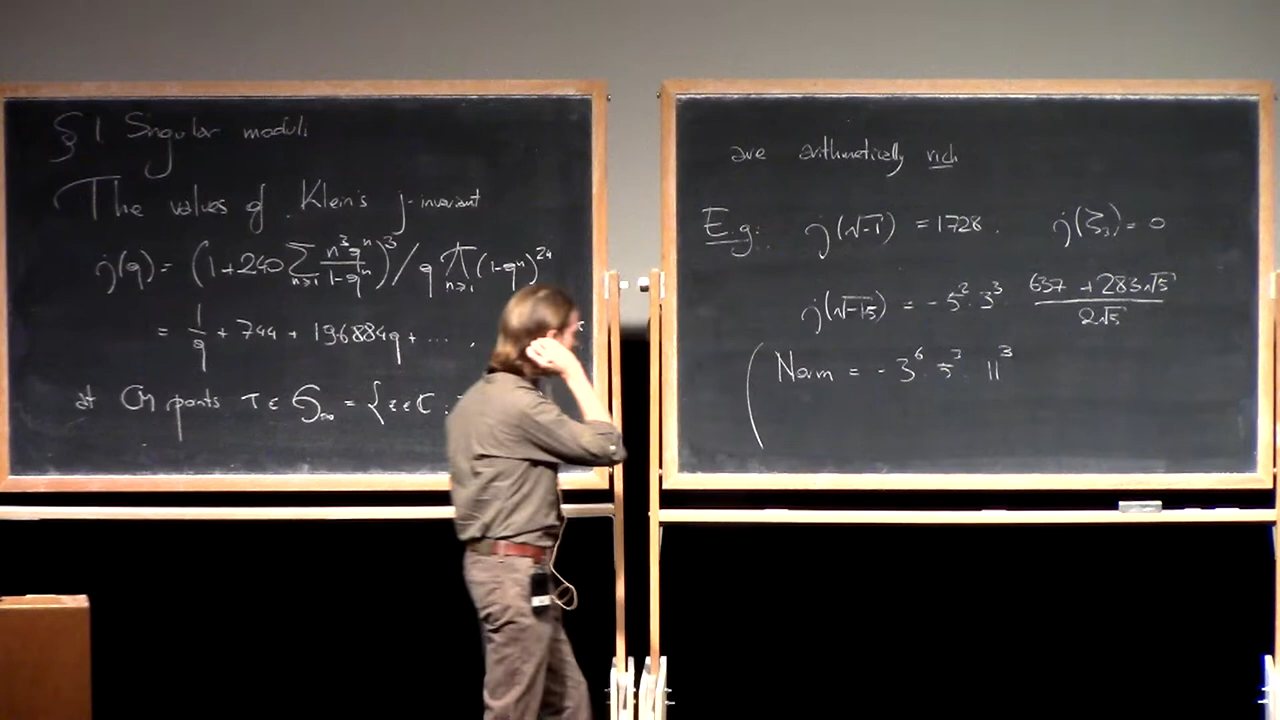 § 1 Singular moduli
The values of Klein's j-invariant
j(q) = (1+240 ∑_{n≥1} n³qⁿ/(1-qⁿ))³ / q ∏_{n≥1} (1-qⁿ)²⁴
= 1/q + 744 + 196884q + ... ,
at CM points τ ∈ ℌ_∞ = {z ∈ ℂ :
are arithmetically rich
E.g: j(√-1) = 1728. j(ζ₃) = 0
j(√-15) = -5²·3³· (637 + 283√5)/(2√5)
(Norm = -3⁶·5³·11³